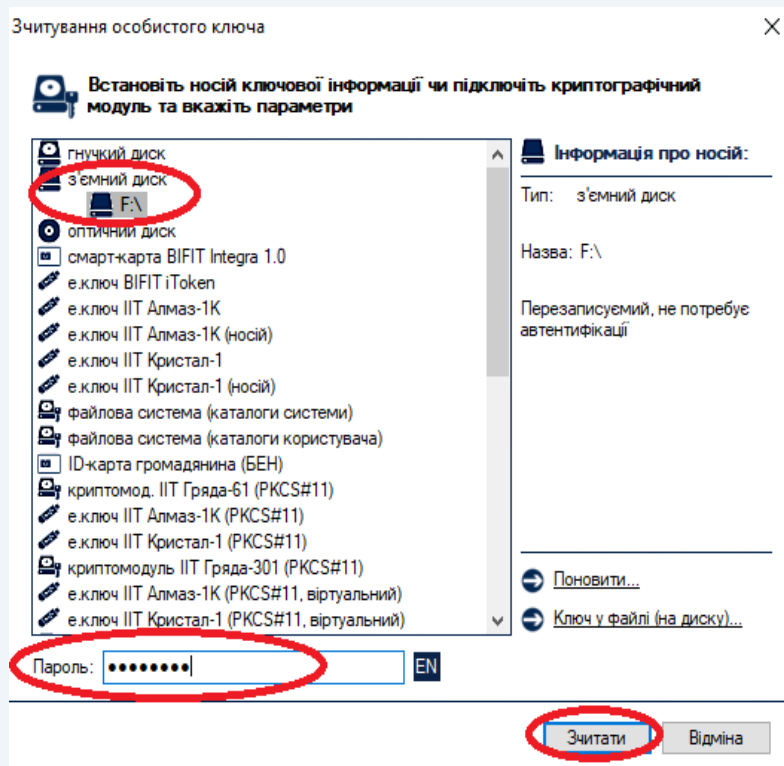 Зчитування особистого ключа
Встановіть носій ключової інформації чи підключіть криптографічний
модуль та вкажіть параметри
гнучкий диск
з'ємний диск
F:\
оптичний диск
смарт-карта BIFIT Integra 1.0
е.ключ BIFIT iToken
е.ключ ІІТ Алмаз-1К
е.ключ ІІТ Алмаз-1К (носій)
е.ключ ІІТ Кристал-1
е.ключ ІІТ Кристал-1 (носій)
файлова система (каталоги системи)
файлова система (каталоги користувача)
ID-карта громадянина (БЕН)
криптомод. ІІТ Гряда-61 (PKCS#11)
е.ключ ІІТ Алмаз-1К (PKCS#11)
е.ключ ІІТ Кристал-1 (PKCS#11)
криптомодуль ІІТ Гряда-301 (PKCS#11)
е.ключ ІІТ Алмаз-1К (PKCS#11, віртуальний)
е.ключ ІІТ Кристал-1 (PKCS#11, віртуальний)
Інформація про носій:
Тип: з'ємний диск
Назва: F:\
Перезаписуємий, не потребує
автентифікації
Поновити...
Ключ у файлі (на диску)...
Пароль: ●●●●●●●● EN
Зчитати Відміна